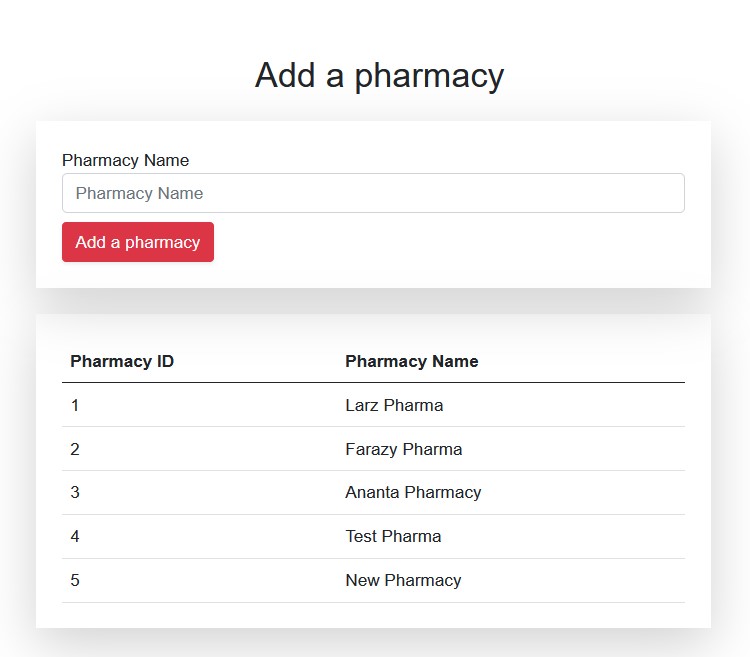 Add a pharmacy
Pharmacy Name
Pharmacy Name
Add a pharmacy
Pharmacy ID Pharmacy Name
1 Larz Pharma
2 Farazy Pharma
3 Ananta Pharmacy
4 Test Pharma
5 New Pharmacy